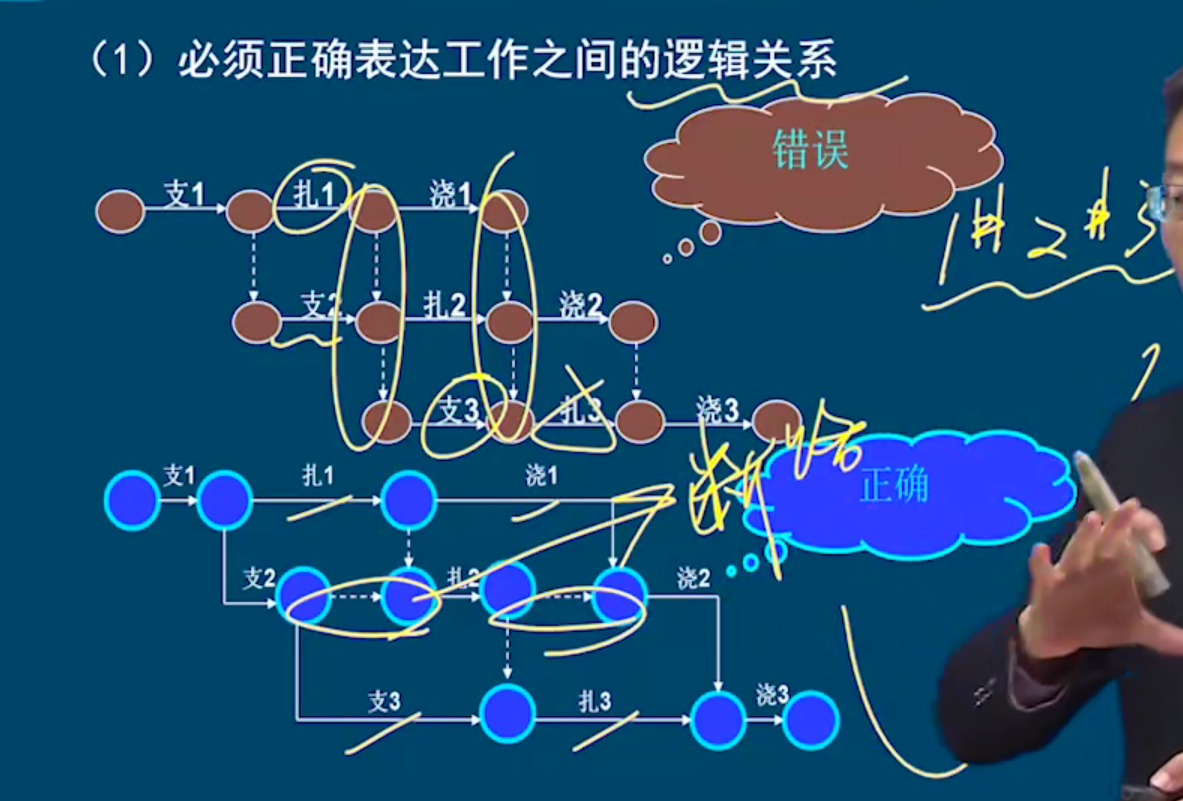 （1）必须正确表达工作之间的逻辑关系
错误
支1 扎1 浇1
1# 2# 3
支2 扎2 浇2
支3 扎3 浇3
断路
正确
支1 扎1 浇1
支2 扎2 浇2
支3 扎3 浇3